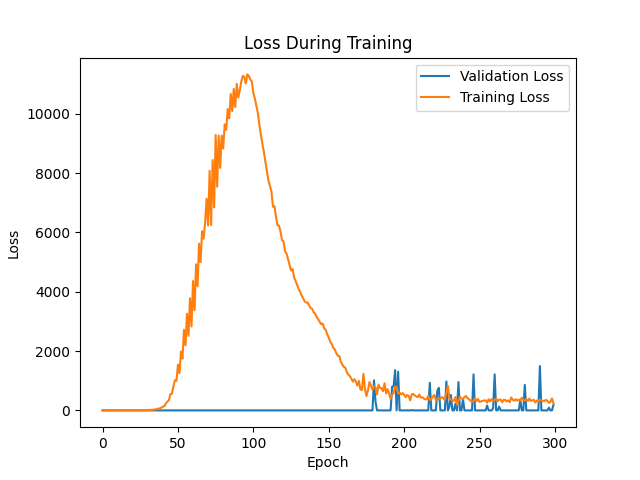 Loss During Training
Validation Loss
Training Loss
10000
8000
6000
4000
2000
0
Loss
0 50 100 150 200 250 300
Epoch